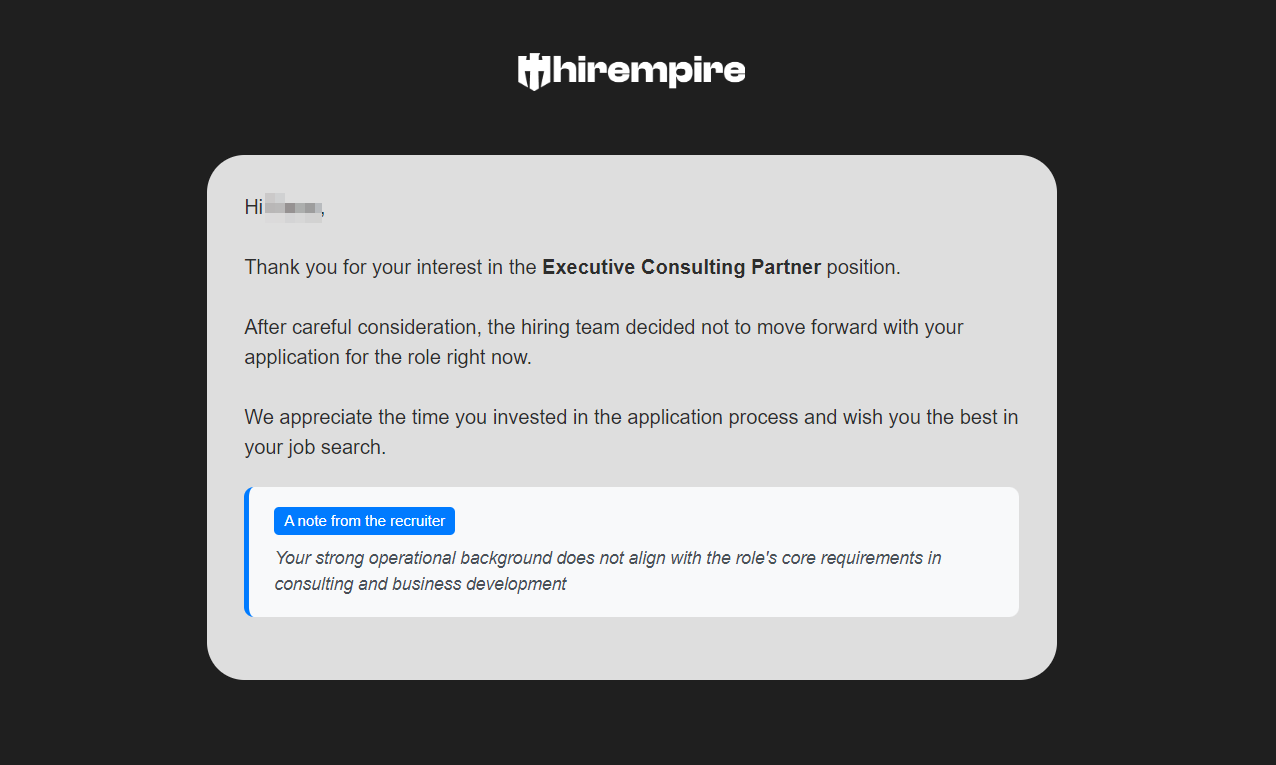 hirempire
Hi ,
Thank you for your interest in the Executive Consulting Partner position.
After careful consideration, the hiring team decided not to move forward with your
application for the role right now.
We appreciate the time you invested in the application process and wish you the best in
your job search.
A note from the recruiter
Your strong operational background does not align with the role's core requirements in
consulting and business development